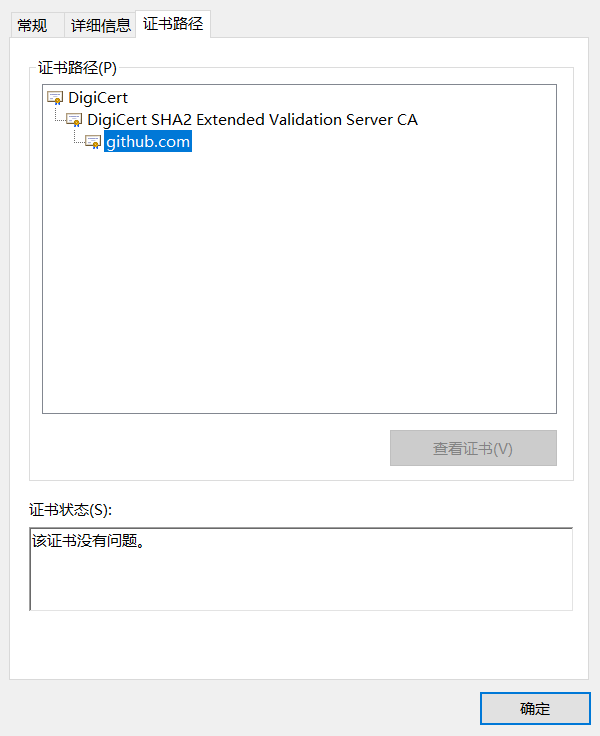 常规 详细信息 证书路径
证书路径(P)
DigiCert
DigiCert SHA2 Extended Validation Server CA
github.com
查看证书(V)
证书状态(S):
该证书没有问题。
确定